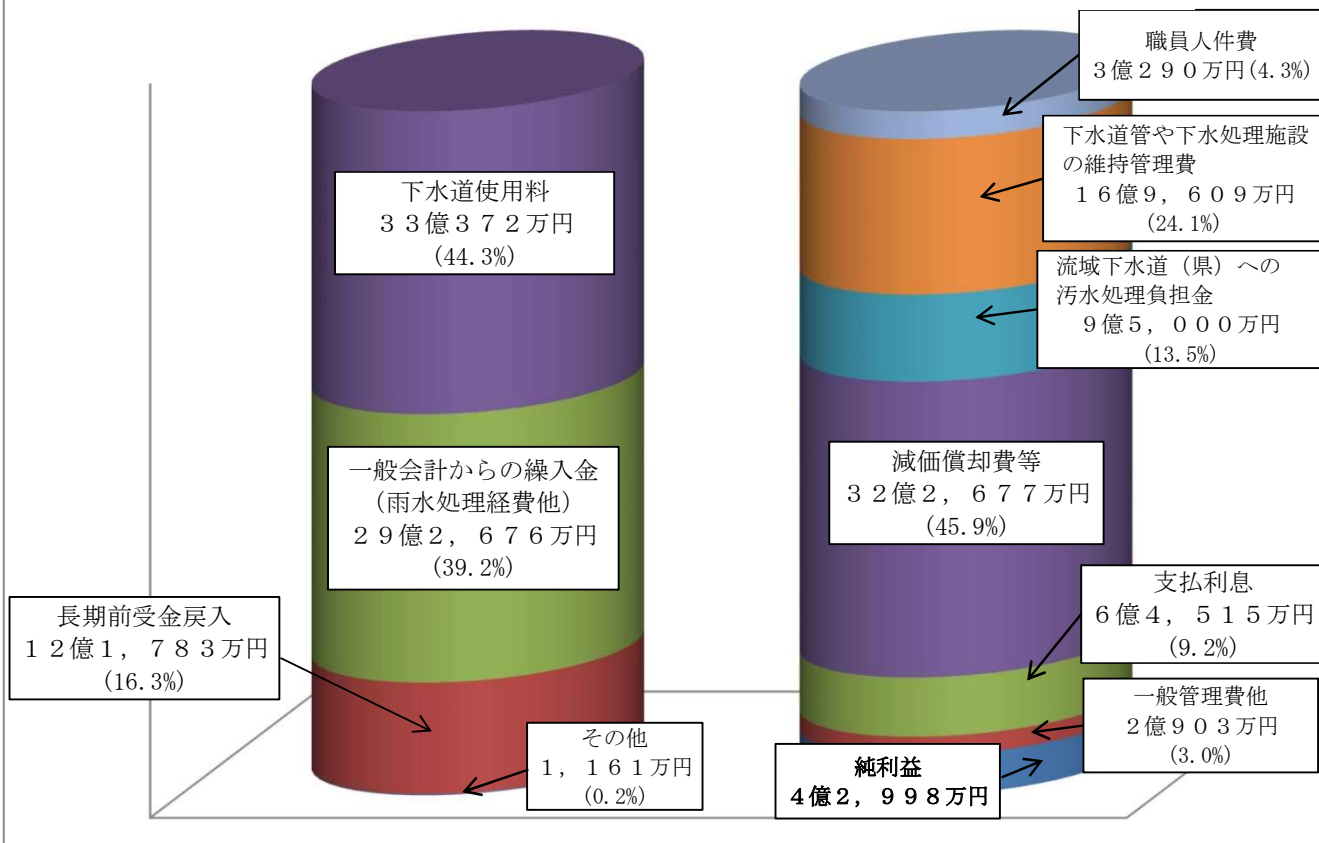 下水道使用料
３３億３７２万円
(44.3%)
一般会計からの繰入金
(雨水処理経費他)
２９億２，６７６万円
(39.2%)
長期前受金戻入
１２億１，７８３万円
(16.3%)
その他
１，１６１万円
(0.2%)
職員人件費
３億２９０万円(4.3%)
下水道管や下水処理施設
の維持管理費
１６億９，６０９万円
(24.1%)
流域下水道（県）への
汚水処理負担金
９億５，０００万円
(13.5%)
減価償却費等
３２億２，６７７万円
(45.9%)
支払利息
６億４，５１５万円
(9.2%)
一般管理費他
２億９０３万円
(3.0%)
純利益
４億２，９９８万円